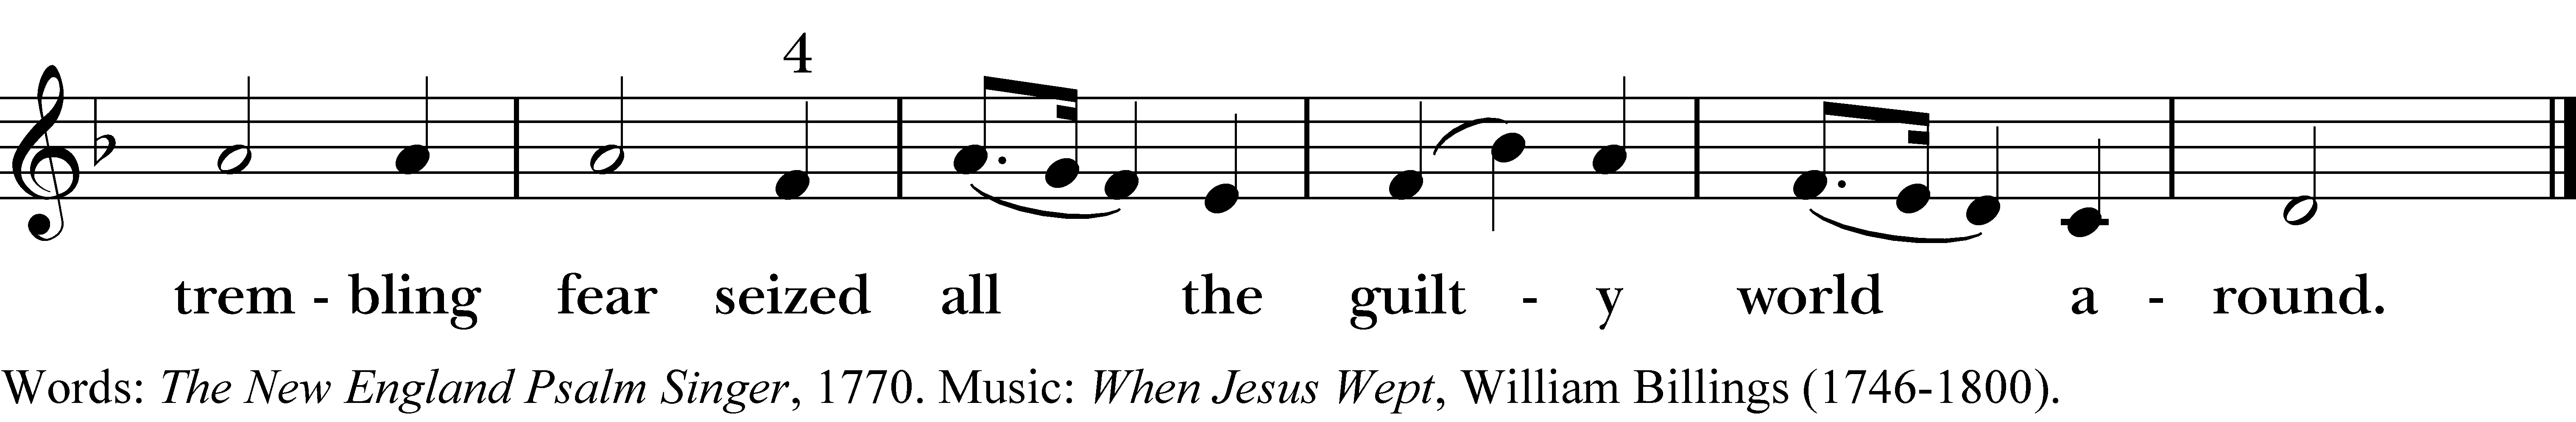 4
trem - bling fear seized all the guilt - y world a - round.
Words: The New England Psalm Singer, 1770. Music: When Jesus Wept, William Billings (1746-1800).